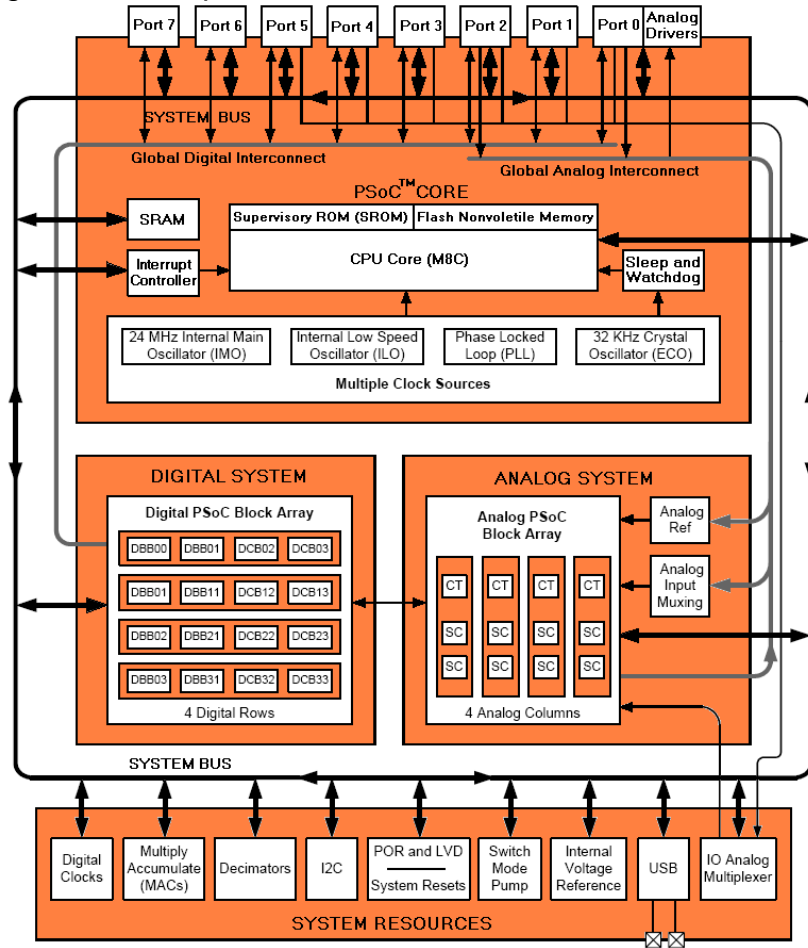 Port 7
Port 6
Port 5
Port 4
Port 3
Port 2
Port 1
Port 0
Analog
Drivers
SYSTEM BUS
Global Digital Interconnect
Global Analog Interconnect
PSoC™ CORE
SRAM
Supervisory ROM (SROM)
Flash Nonvoletile Memory
CPU Core (M8C)
Interrupt
Controller
Sleep and
Watchdog
24 MHz Internal Main
Oscillator (IMO)
Internal Low Speed
Oscillator (ILO)
Phase Locked
Loop (PLL)
32 KHz Crystal
Oscillator (ECO)
Multiple Clock Sources
DIGITAL SYSTEM
Digital PSoC Block Array
DBB00 DBB01 DCB02 DCB03
DBB01 DBB11 DCB12 DCB13
DBB02 DBB21 DCB22 DCB23
DBB03 DBB31 DCB32 DCB33
4 Digital Rows
ANALOG SYSTEM
Analog PSoC
Block Array
CT CT CT CT
SC SC SC SC
SC SC SC SC
4 Analog Columns
Analog
Ref
Analog
Input
Muxing
SYSTEM BUS
Digital
Clocks
Multiply
Accumulate
(MACs)
Decimators
I2C
POR and LVD
System Resets
Switch
Mode
Pump
Internal
Voltage
Reference
USB
IO Analog
Multiplexer
SYSTEM RESOURCES